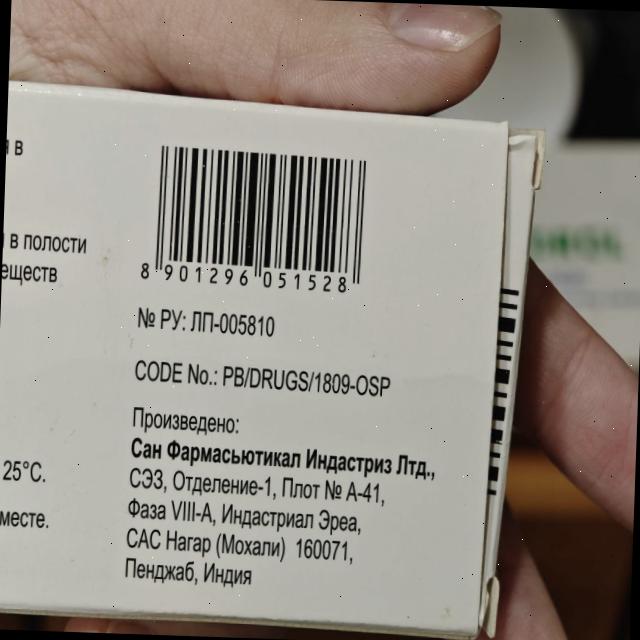 в
в полости
еществ
25°C.
месте.
8 901296 051528
№ РУ: ЛП-005810
CODE No.: PB/DRUGS/1809-OSP
Произведено:
Сан Фармасьютикал Индастриз Лтд.,
СЭЗ, Отделение-1, Плот № А-41,
Фаза VIII-А, Индастриал Эреа,
САС Нагар (Мохали) 160071,
Пенджаб, Индия